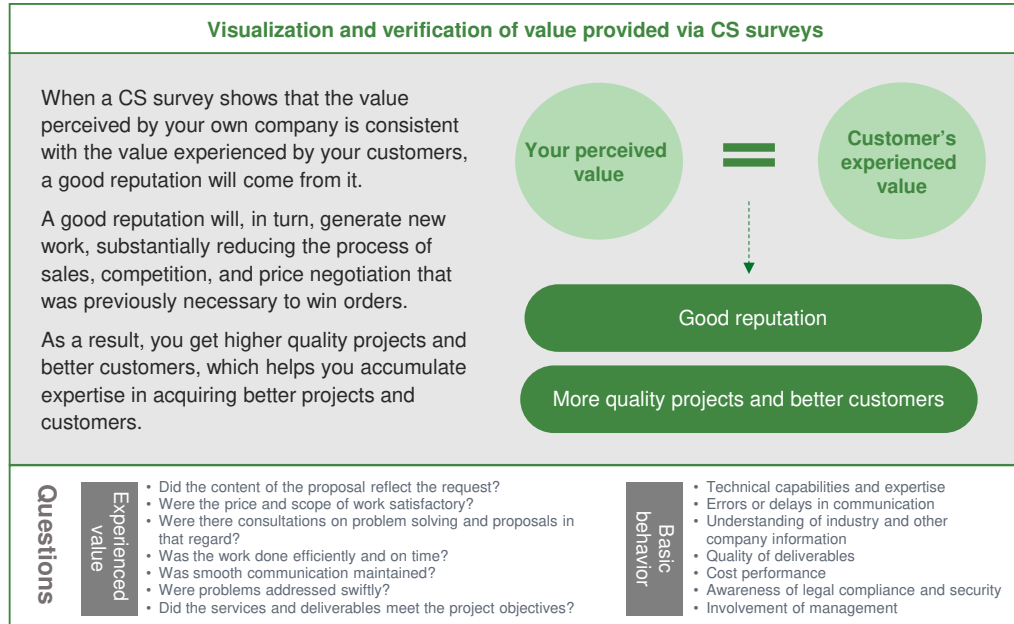 Visualization and verification of value provided via CS surveys
When a CS survey shows that the value
perceived by your own company is consistent
with the value experienced by your customers,
a good reputation will come from it.
A good reputation will, in turn, generate new
work, substantially reducing the process of
sales, competition, and price negotiation that
was previously necessary to win orders.
As a result, you get higher quality projects and
better customers, which helps you accumulate
expertise in acquiring better projects and
customers.
Your perceived
value
=
Customer's
experienced
value
Good reputation
More quality projects and better customers
Questions
Experienced
value
• Did the content of the proposal reflect the request?
• Were the price and scope of work satisfactory?
• Were there consultations on problem solving and proposals in
that regard?
• Was the work done efficiently and on time?
• Was smooth communication maintained?
• Were problems addressed swiftly?
• Did the services and deliverables meet the project objectives?
Basic
behavior
• Technical capabilities and expertise
• Errors or delays in communication
• Understanding of industry and other
company information
• Quality of deliverables
• Cost performance
• Awareness of legal compliance and security
• Involvement of management